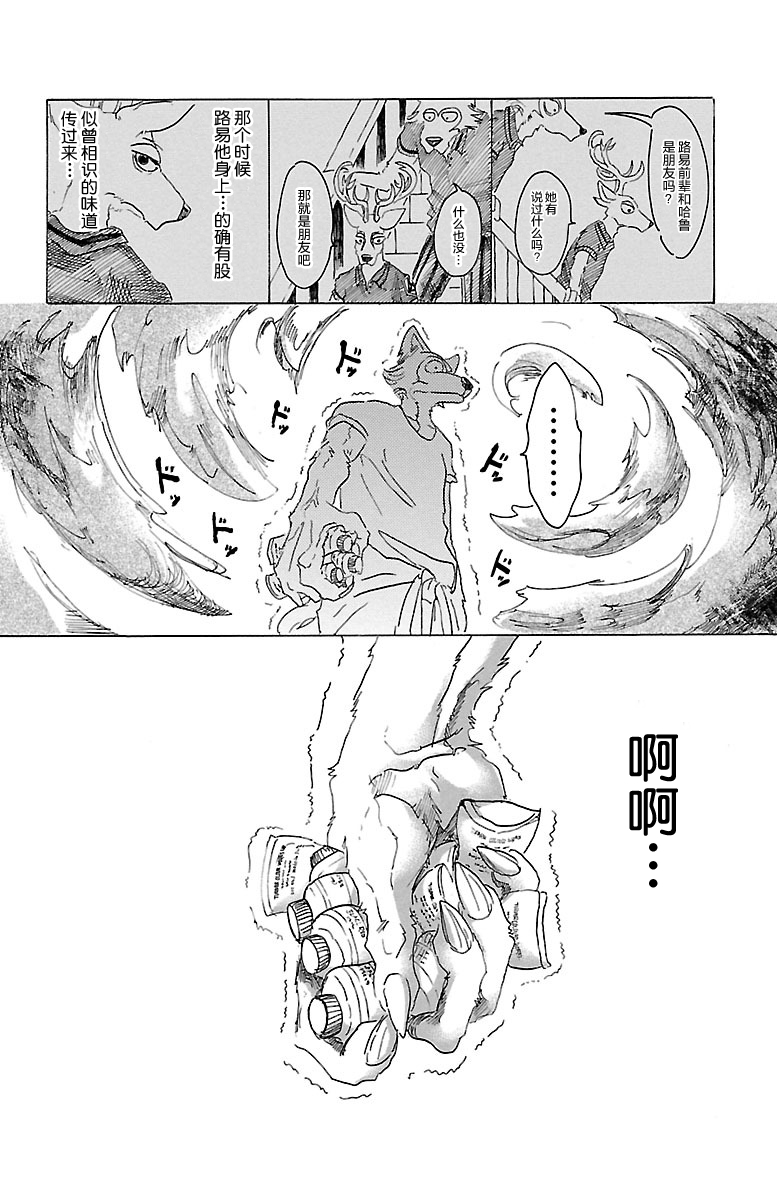 路易前辈和哈鲁
是朋友吗？
她有
说过什么吗？
什么也没…
那就是朋友吧
那个时候
路易他身上…的确有股
似曾相识的味道
传过来…
………
ドッ
ドッ
ドッ
ドッ
ドッ
ドッ
ドッ
啊啊…